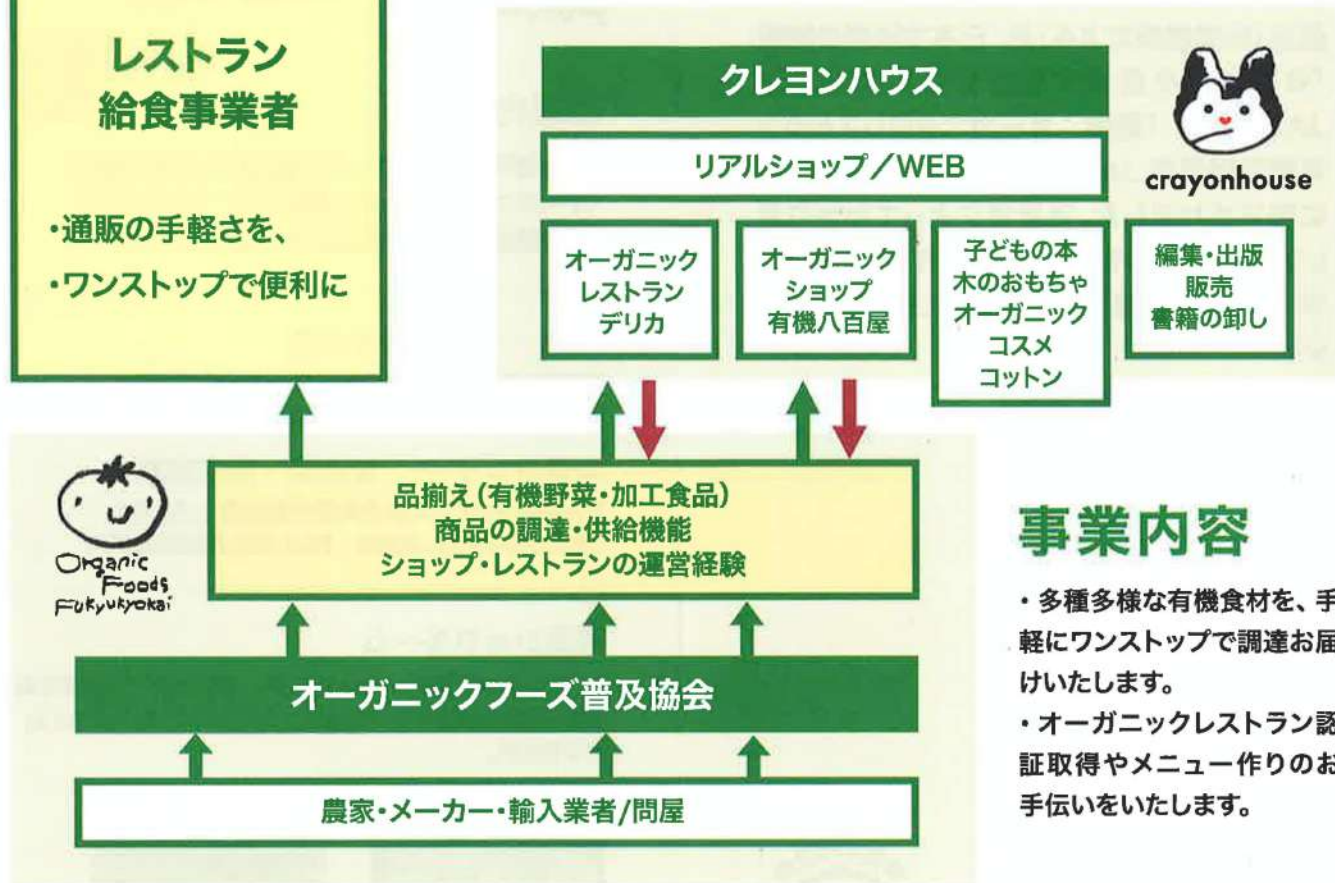 レストラン
給食事業者
・通販の手軽さを、
・ワンストップで便利に
クレヨンハウス
リアルショップ／WEB
crayonhouse
オーガニック
レストラン
デリカ
オーガニック
ショップ
有機八百屋
子どもの本
木のおもちゃ
オーガニック
コスメ
コットン
編集・出版
販売
書籍の卸し
Organic
Foods
Fukyukyokai
品揃え（有機野菜・加工食品）
商品の調達・供給機能
ショップ・レストランの運営経験
オーガニックフーズ普及協会
農家・メーカー・輸入業者/問屋
事業内容
・多種多様な有機食材を、手
軽にワンストップで調達お届
けいたします。
・オーガニックレストラン認
証取得やメニュー作りのお
手伝いをいたします。